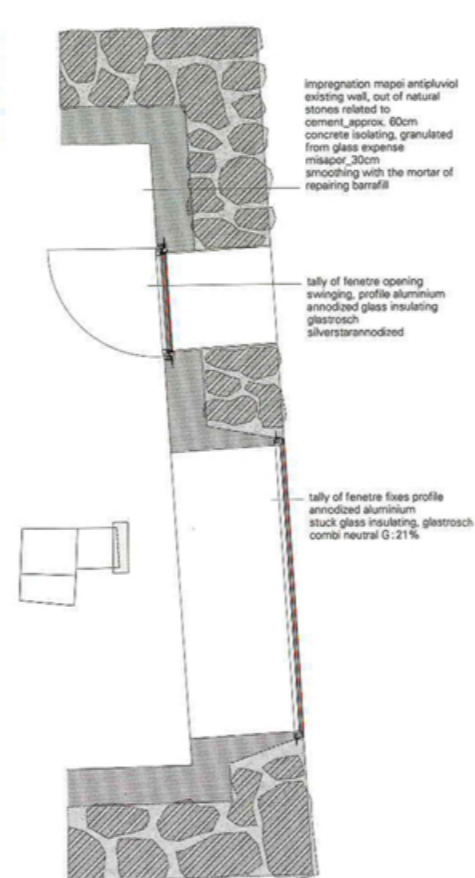 impregnation mapei antipluviol
existing wall, out of natural
stones related to
cement_approx. 60cm
concrete isolating, granulated
from glass expense
misapor_30cm
smoothing with the mortar of
repairing barrafill
tally of fenetre opening
swinging, profile aluminium
annodized glass insulating
glastrosch
silverstarannodized
tally of fenetre fixes profile
annodized aluminium
stuck glass insulating, glastrosch
combi neutral G:21%